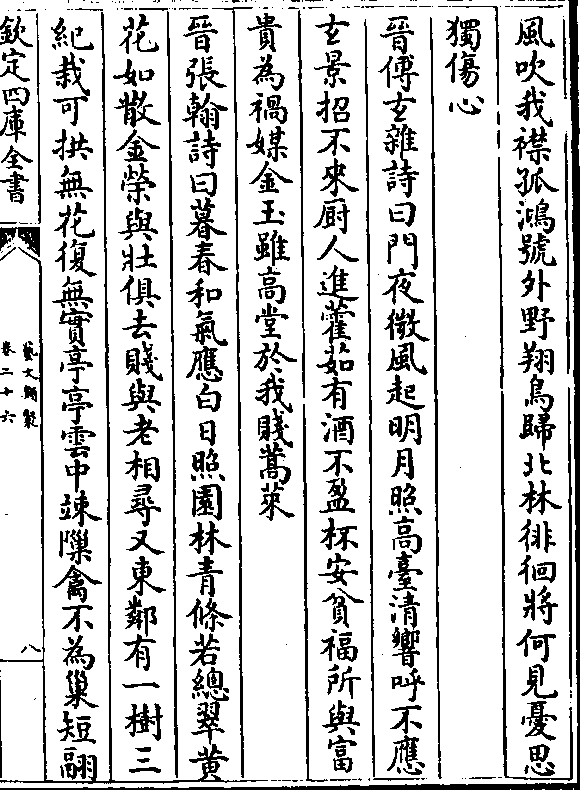 風吹我襟孤鴻號外野翔鳥歸北林徘徊將何見憂思
獨傷心
晉傅玄雜詩曰門夜微風起明月照高臺清響呼不應
玄景招不來厨人進藿茹有酒不盈杯安貧福所與富
貴為禍媒金玉雖高堂於我賤蒿萊
晉張翰詩曰暮春和氣應白日照園林青條若總翠黄
花如散金榮與壯俱去賤與老相尋又東鄰有一樹三
紀栽可拱無花復無實亭亭雲中竦隟禽不為巢短翮
欽定四庫全書
藝文類聚
卷二十六
八